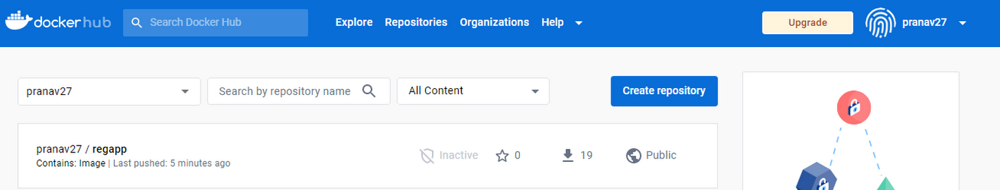 docker hub Search Docker Hub Explore Repositories Organizations Help Upgrade pranav27
pranav27 Search by repository name All Content Create repository
pranav27 / regapp Inactive 0 19 Public
Contains: Image | Last pushed: 5 minutes ago